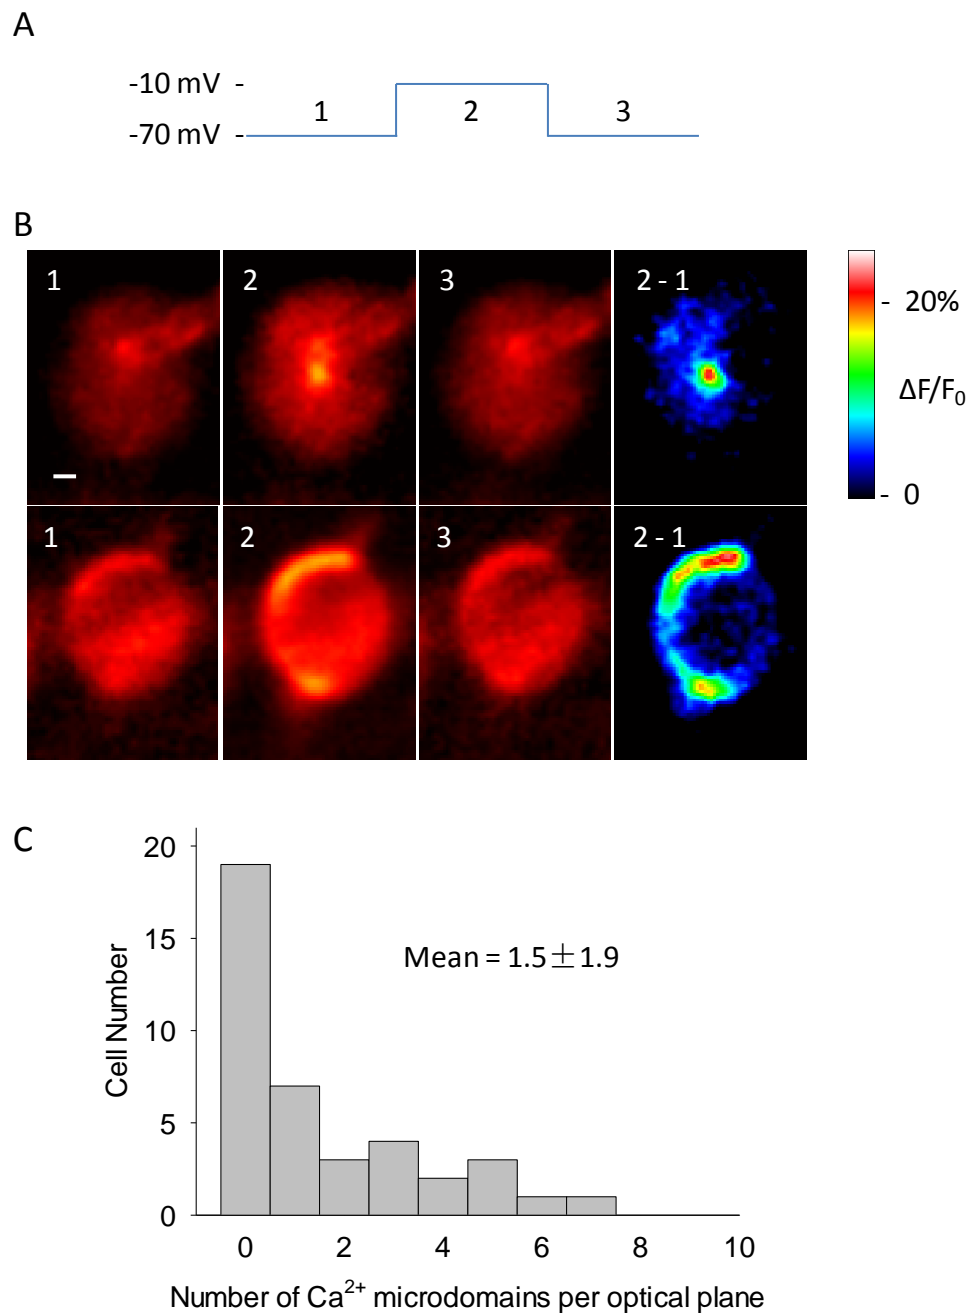 A
-10 mV -
1
2
3
-70 mV -
B
1
2
3
2 - 1
- 20%
ΔF/F₀
- 0
1
2
3
2 - 1
C
20
15
10
5
0
Cell Number
Mean = 1.5±1.9
0 2 4 6 8 10
Number of Ca²⁺ microdomains per optical plane